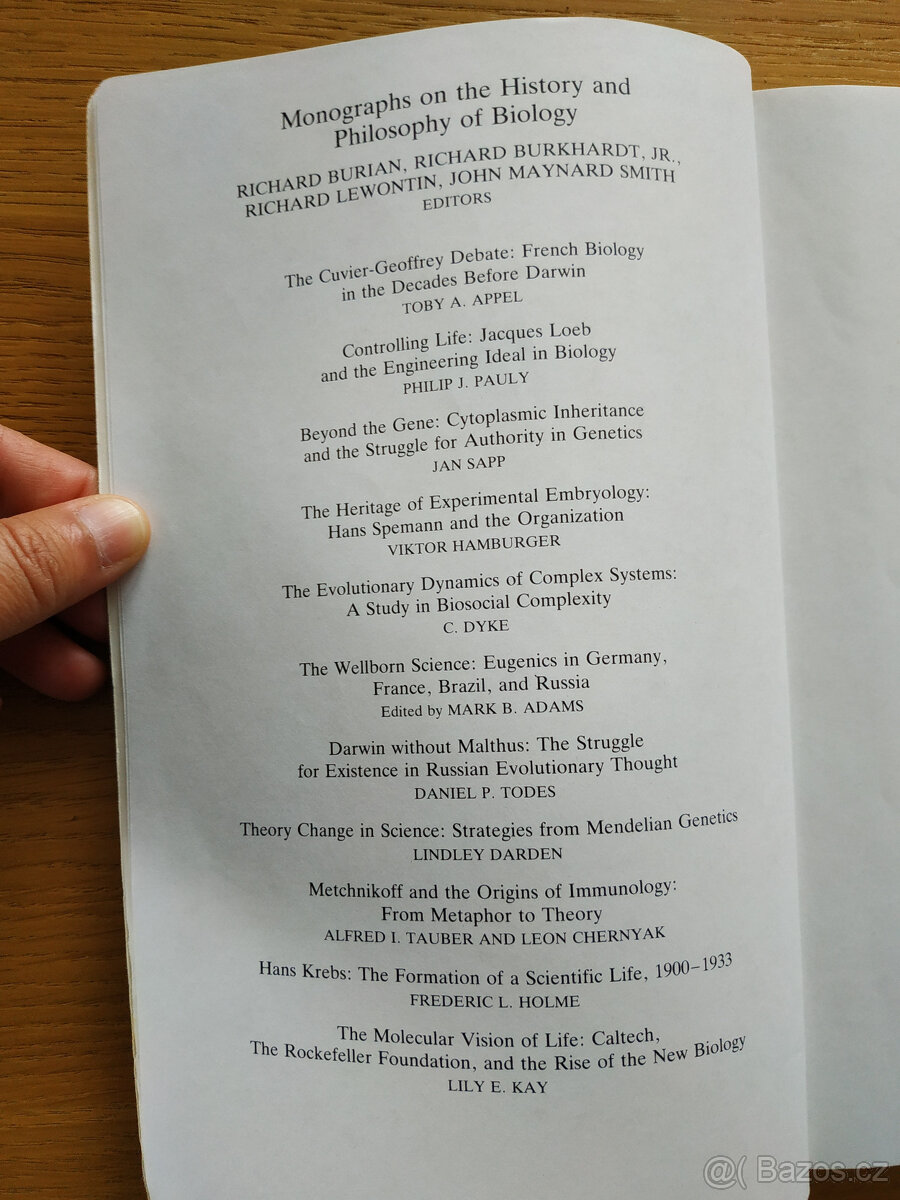 Monographs on the History and
Philosophy of Biology
RICHARD BURIAN, RICHARD BURKHARDT, JR.,
RICHARD LEWONTIN, JOHN MAYNARD SMITH
EDITORS
The Cuvier-Geoffrey Debate: French Biology
in the Decades Before Darwin
TOBY A. APPEL
Controlling Life: Jacques Loeb
and the Engineering Ideal in Biology
PHILIP J. PAULY
Beyond the Gene: Cytoplasmic Inheritance
and the Struggle for Authority in Genetics
JAN SAPP
The Heritage of Experimental Embryology:
Hans Spemann and the Organization
VIKTOR HAMBURGER
The Evolutionary Dynamics of Complex Systems:
A Study in Biosocial Complexity
C. DYKE
The Wellborn Science: Eugenics in Germany,
France, Brazil, and Russia
Edited by MARK B. ADAMS
Darwin without Malthus: The Struggle
for Existence in Russian Evolutionary Thought
DANIEL P. TODES
Theory Change in Science: Strategies from Mendelian Genetics
LINDLEY DARDEN
Metchnikoff and the Origins of Immunology:
From Metaphor to Theory
ALFRED I. TAUBER AND LEON CHERNYAK
Hans Krebs: The Formation of a Scientific Life, 1900–1933
FREDERIC L. HOLME
The Molecular Vision of Life: Caltech,
The Rockefeller Foundation, and the Rise of the New Biology
LILY E. KAY
@( Bazos.cz